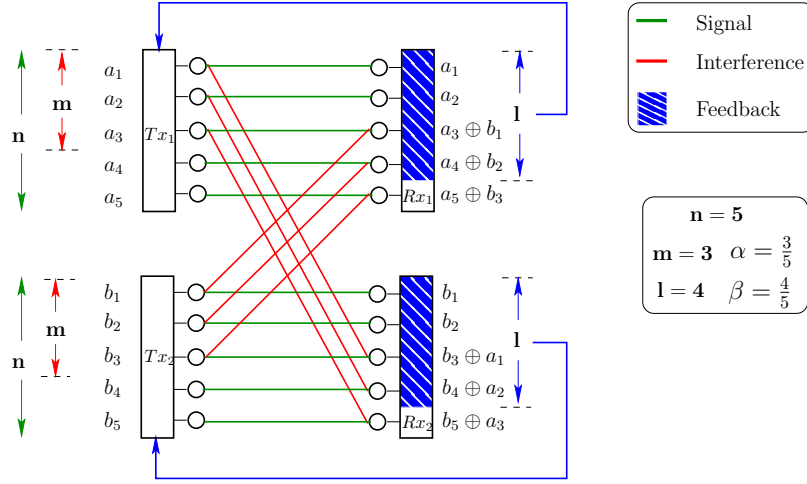 a₁ a₁
a₂ a₂
m
a₃ Tx₁ a₃ ⊕ b₁ l
n
a₄ a₄ ⊕ b₂
a₅ Rx₁ a₅ ⊕ b₃
b₁ b₁
b₂ b₂
m
b₃ Tx₂ b₃ ⊕ a₁ l
n
b₄ b₄ ⊕ a₂
b₅ Rx₂ b₅ ⊕ a₃
Signal
Interference
Feedback
n = 5
m = 3 α = 3/5
l = 4 β = 4/5